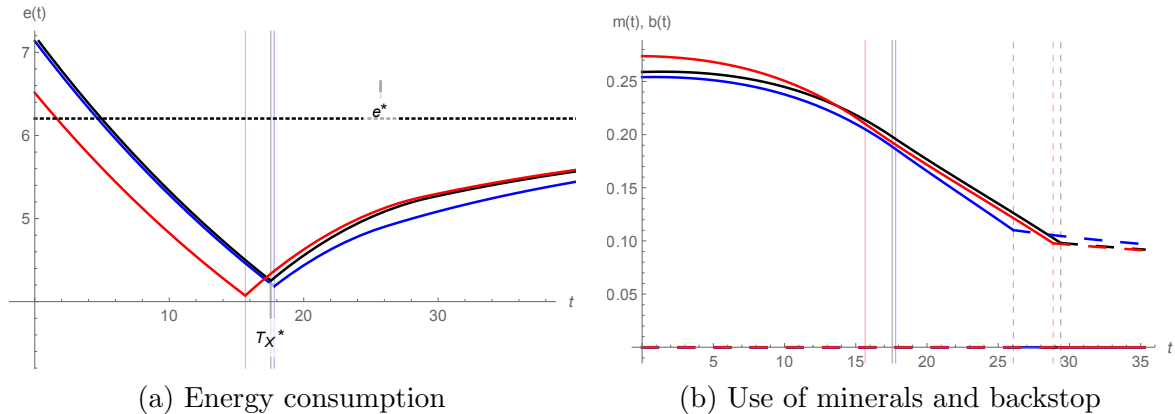 e(t)
7
6
5
e*
10
20
30
t
T_X*
(a) Energy consumption
m(t), b(t)
0.25
0.20
0.15
0.10
0.05
5
10
15
20
25
30
35
t
(b) Use of minerals and backstop